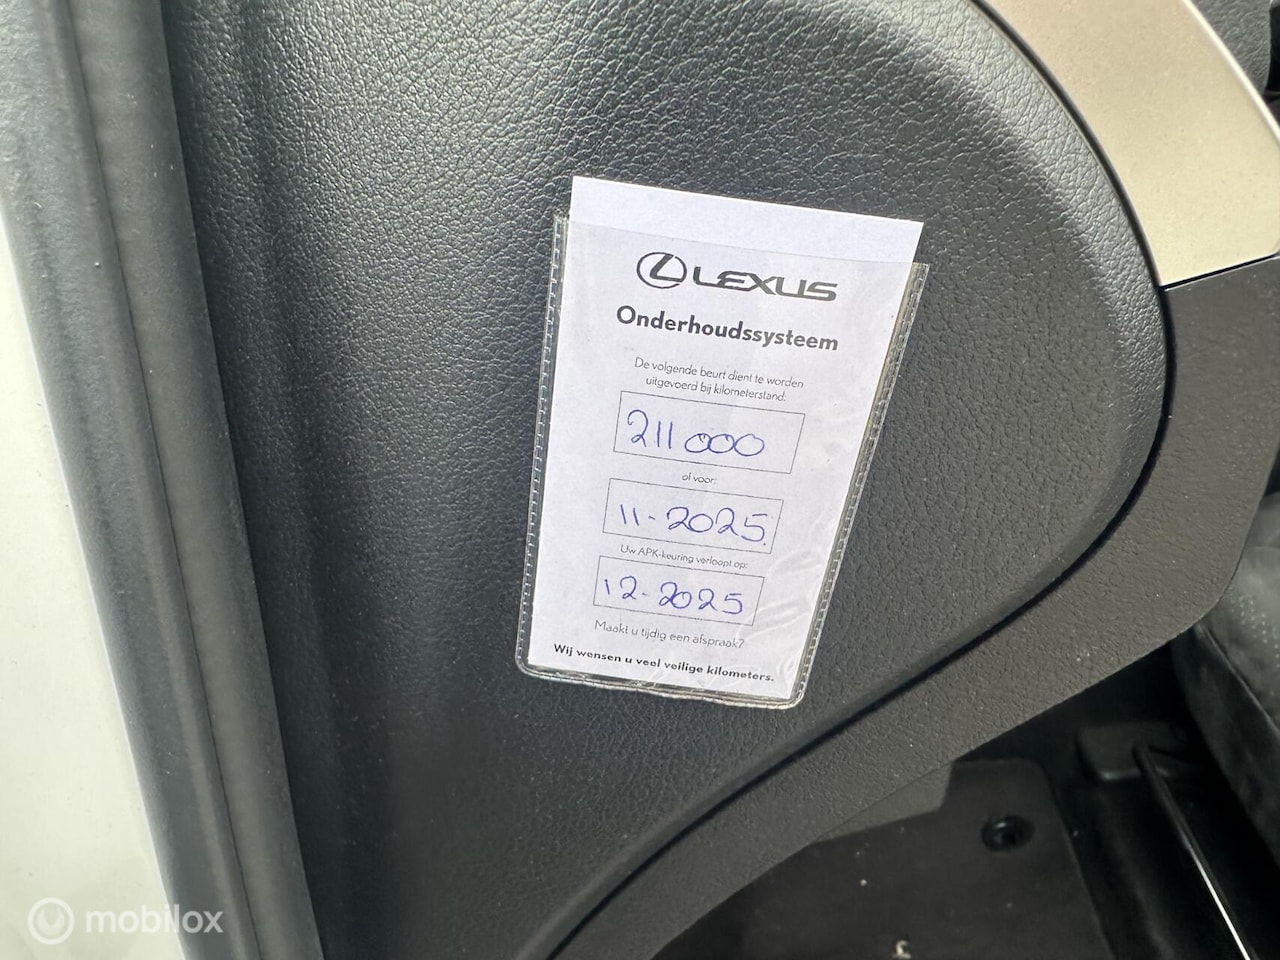 LEXUS
Onderhoudssysteem
De volgende beurt dient te worden
uitgevoerd bij kilometerstand:
211000
of voor:
11-2025.
Uw APK-keuring verloopt op:
12-2025
Maakt u tijdig een afspraak?
Wij wensen u veel veilige kilometers.
mobilox